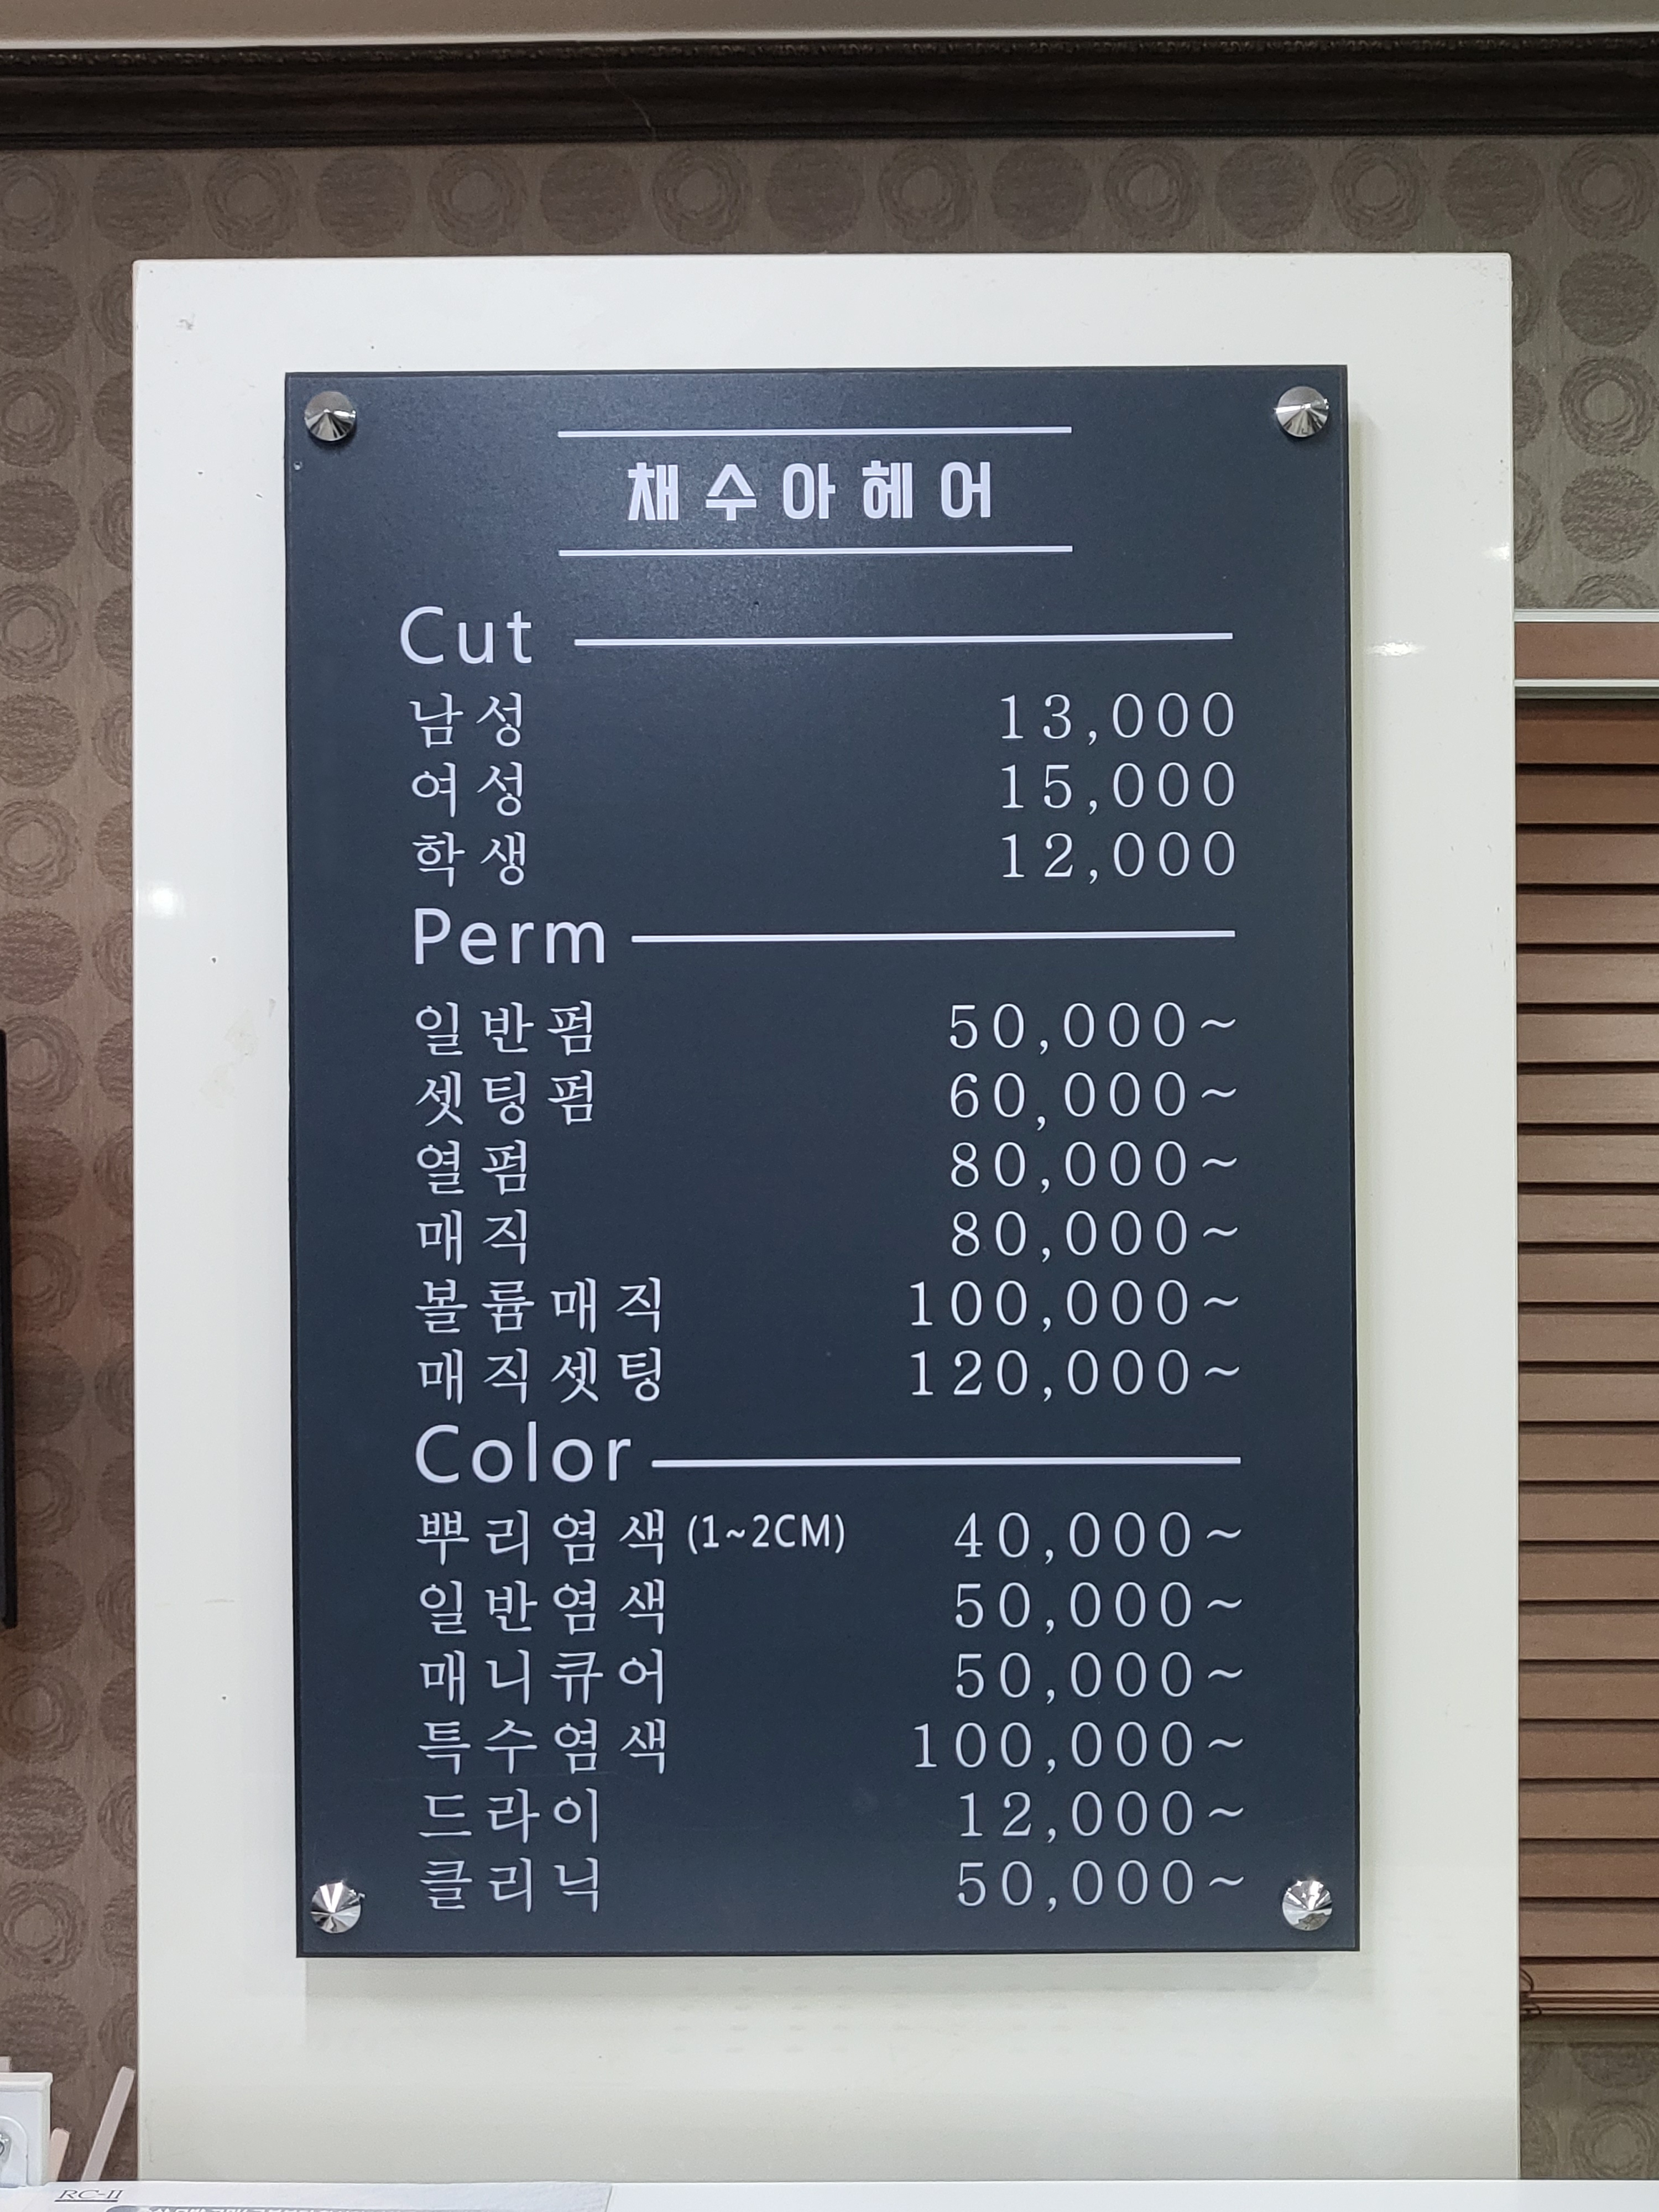 채수아헤어
Cut
남성 13,000
여성 15,000
학생 12,000
Perm
일반펌 50,000~
셋팅펌 60,000~
열펌 80,000~
매직 80,000~
볼륨매직 100,000~
매직셋팅 120,000~
Color
뿌리염색 (1~2CM) 40,000~
일반염색 50,000~
매니큐어 50,000~
특수염색 100,000~
드라이 12,000~
클리닉 50,000~
RC-II